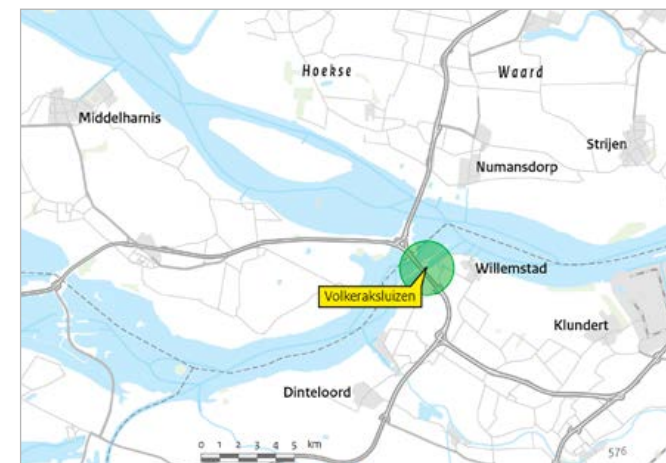 Hoekse Waard
Middelharnis
Strijen
Numansdorp
Willemstad
Volkeraksluizen
Klundert
Dinteloord
0 1 2 3 4 5 km
576